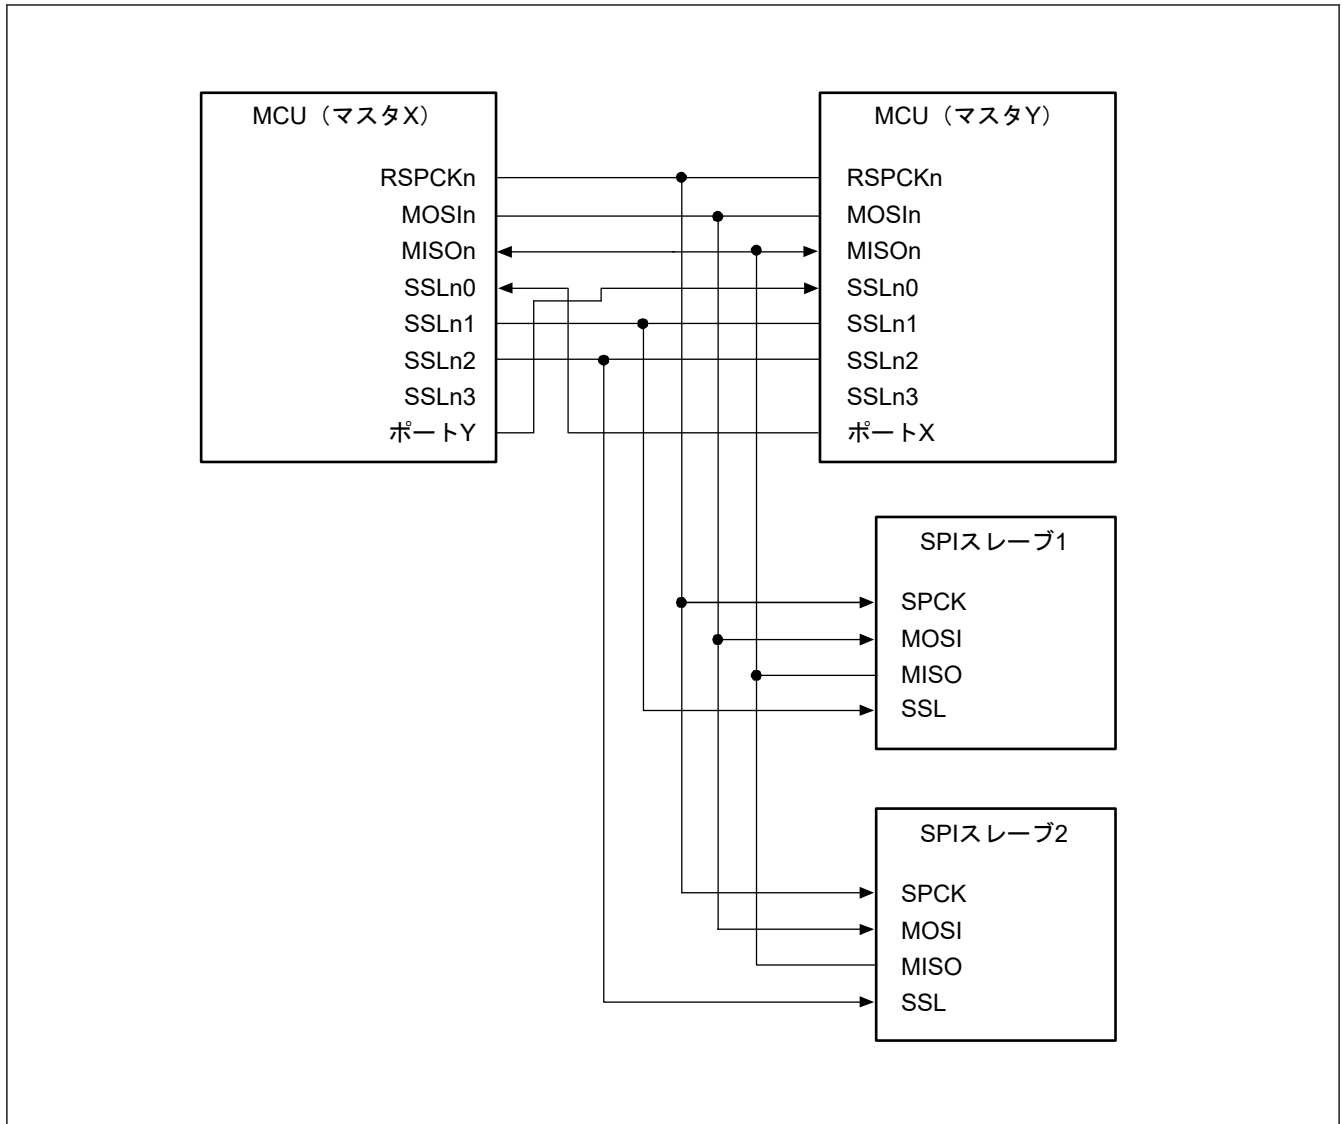 MCU（マスタX）
RSPCKn
MOSIn
MISOn
SSLn0
SSLn1
SSLn2
SSLn3
ポートY
MCU（マスタY）
RSPCKn
MOSIn
MISOn
SSLn0
SSLn1
SSLn2
SSLn3
ポートX
SPIスレーブ1
SPCK
MOSI
MISO
SSL
SPIスレーブ2
SPCK
MOSI
MISO
SSL